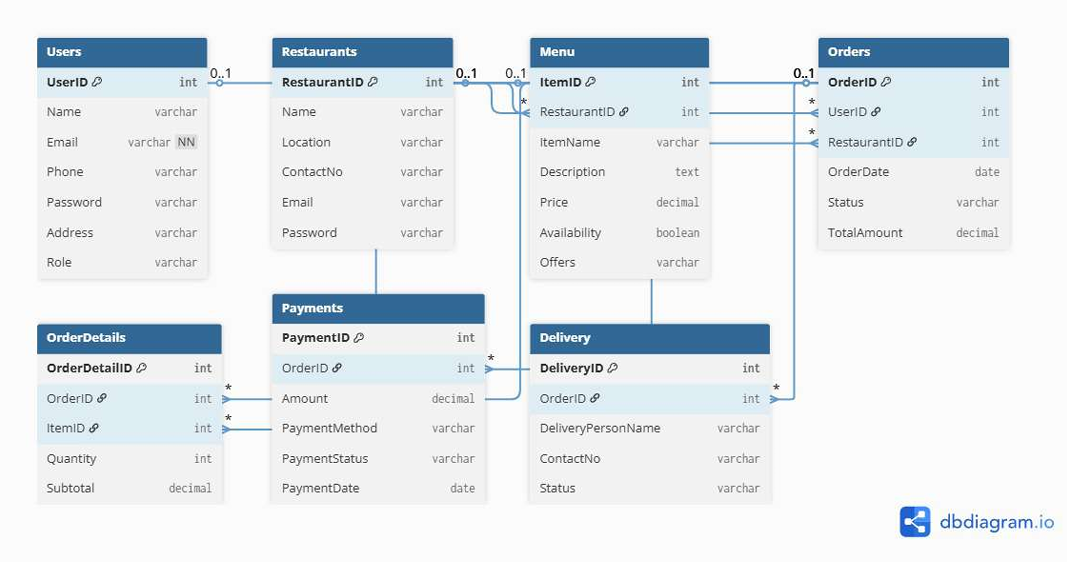 Users
UserID int
Name varchar
Email varchar NN
Phone varchar
Password varchar
Address varchar
Role varchar
0..1
Restaurants
RestaurantID int
Name varchar
Location varchar
ContactNo varchar
Email varchar
Password varchar
0..1
0..1
*
Menu
ItemID int
RestaurantID int
ItemName varchar
Description text
Price decimal
Availability boolean
Offers varchar
0..1
*
*
Orders
OrderID int
UserID int
RestaurantID int
OrderDate date
Status varchar
TotalAmount decimal
OrderDetails
OrderDetailID int
OrderID int
ItemID int
Quantity int
Subtotal decimal
*
*
Payments
PaymentID int
OrderID int
Amount decimal
PaymentMethod varchar
PaymentStatus varchar
PaymentDate date
*
Delivery
DeliveryID int
OrderID int
DeliveryPersonName varchar
ContactNo varchar
Status varchar
*
dbdiagram.io